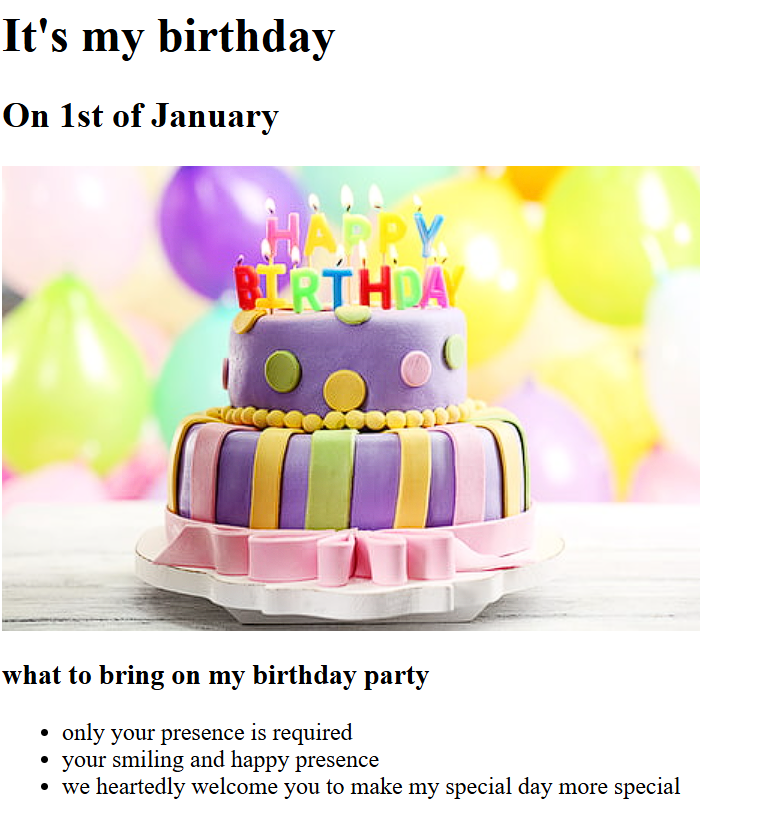 It's my birthday
On 1st of January
HAPPY
BIRTHDAY
what to bring on my birthday party
only your presence is required
your smiling and happy presence
we heartedly welcome you to make my special day more special